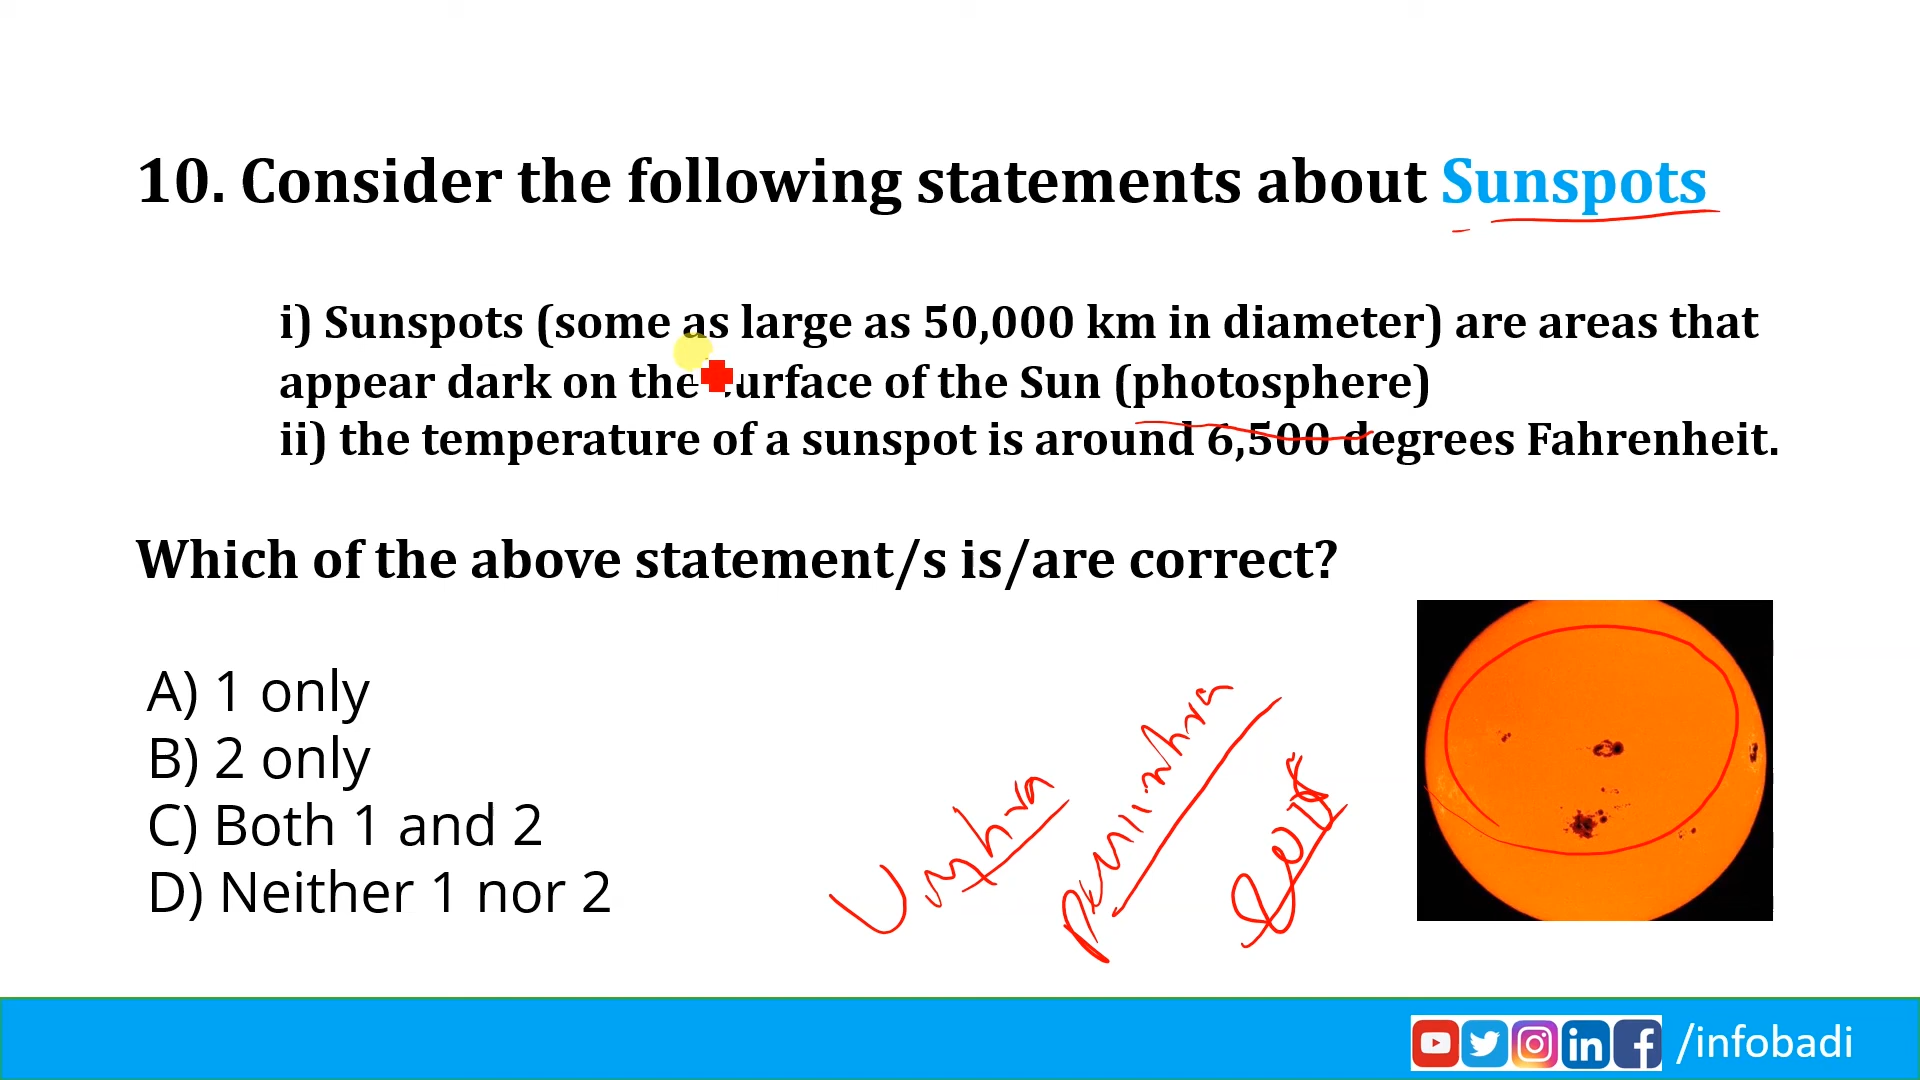 10. Consider the following statements about Sunspots
i) Sunspots (some as large as 50,000 km in diameter) are areas that
appear dark on the surface of the Sun (photosphere)
ii) the temperature of a sunspot is around 6,500 degrees Fahrenheit.
Which of the above statement/s is/are correct?
A) 1 only
B) 2 only
C) Both 1 and 2
D) Neither 1 nor 2
/infobadi